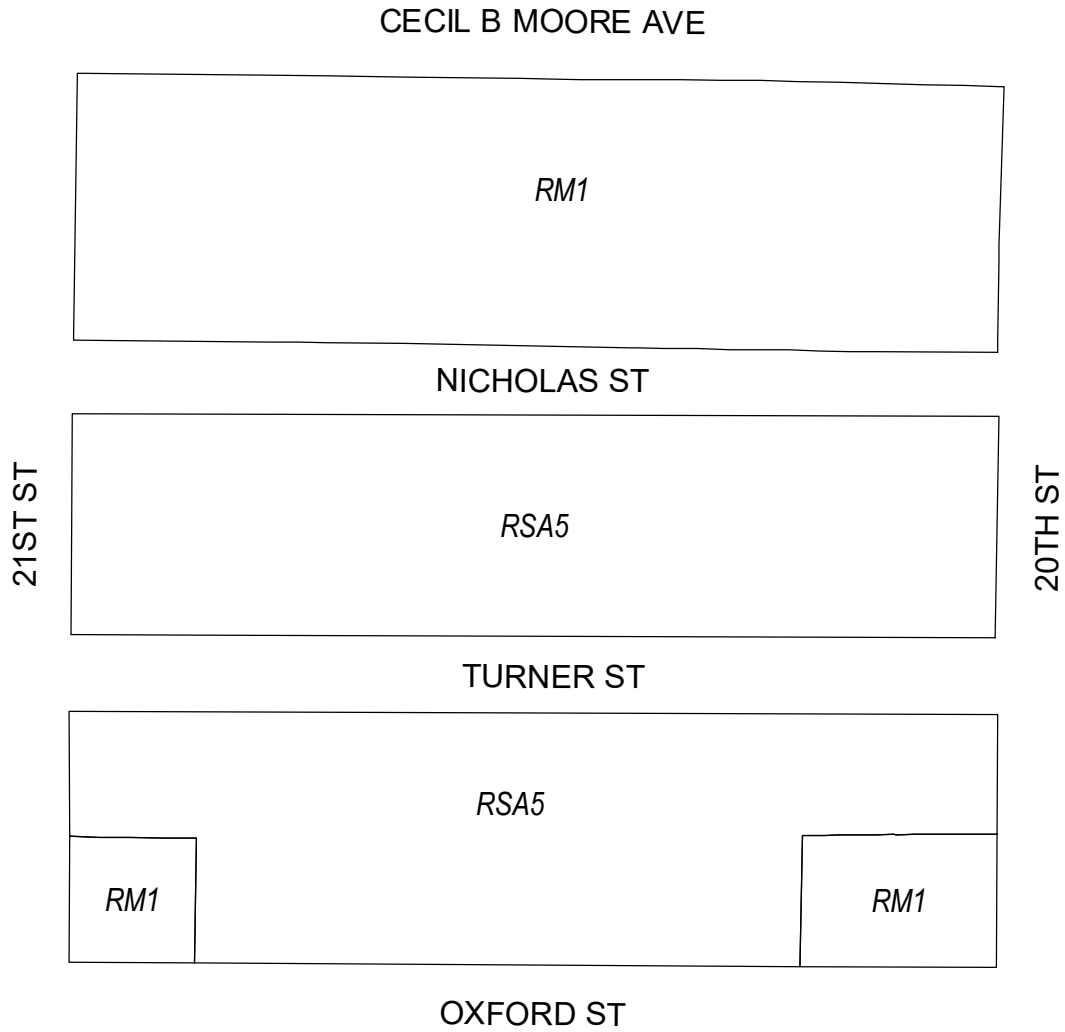 CECIL B MOORE AVE
RM1
NICHOLAS ST
21ST ST
RSA5
20TH ST
TURNER ST
RSA5
RM1
RM1
OXFORD ST